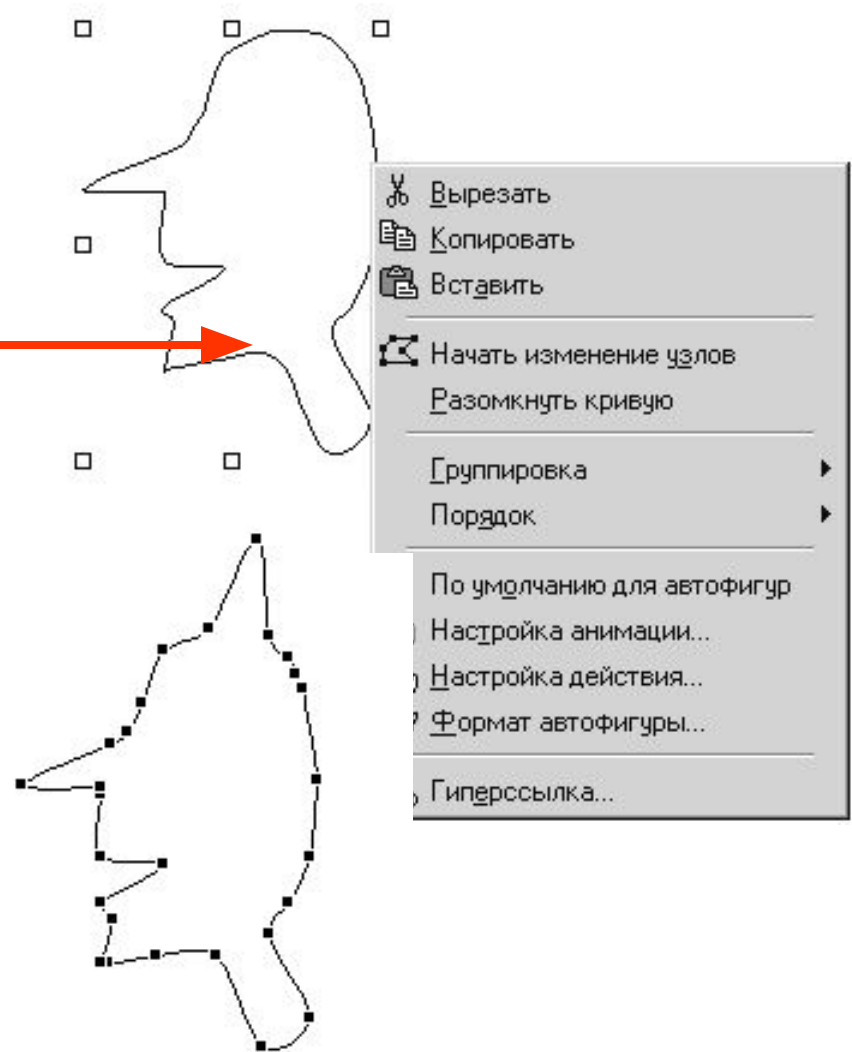 Вырезать
Копировать
Вставить
Начать изменение узлов
Разомкнуть кривую
Группировка
Порядок
По умолчанию для автофигур
Настройка анимации...
Настройка действия...
Формат автофигуры...
Гиперссылка...